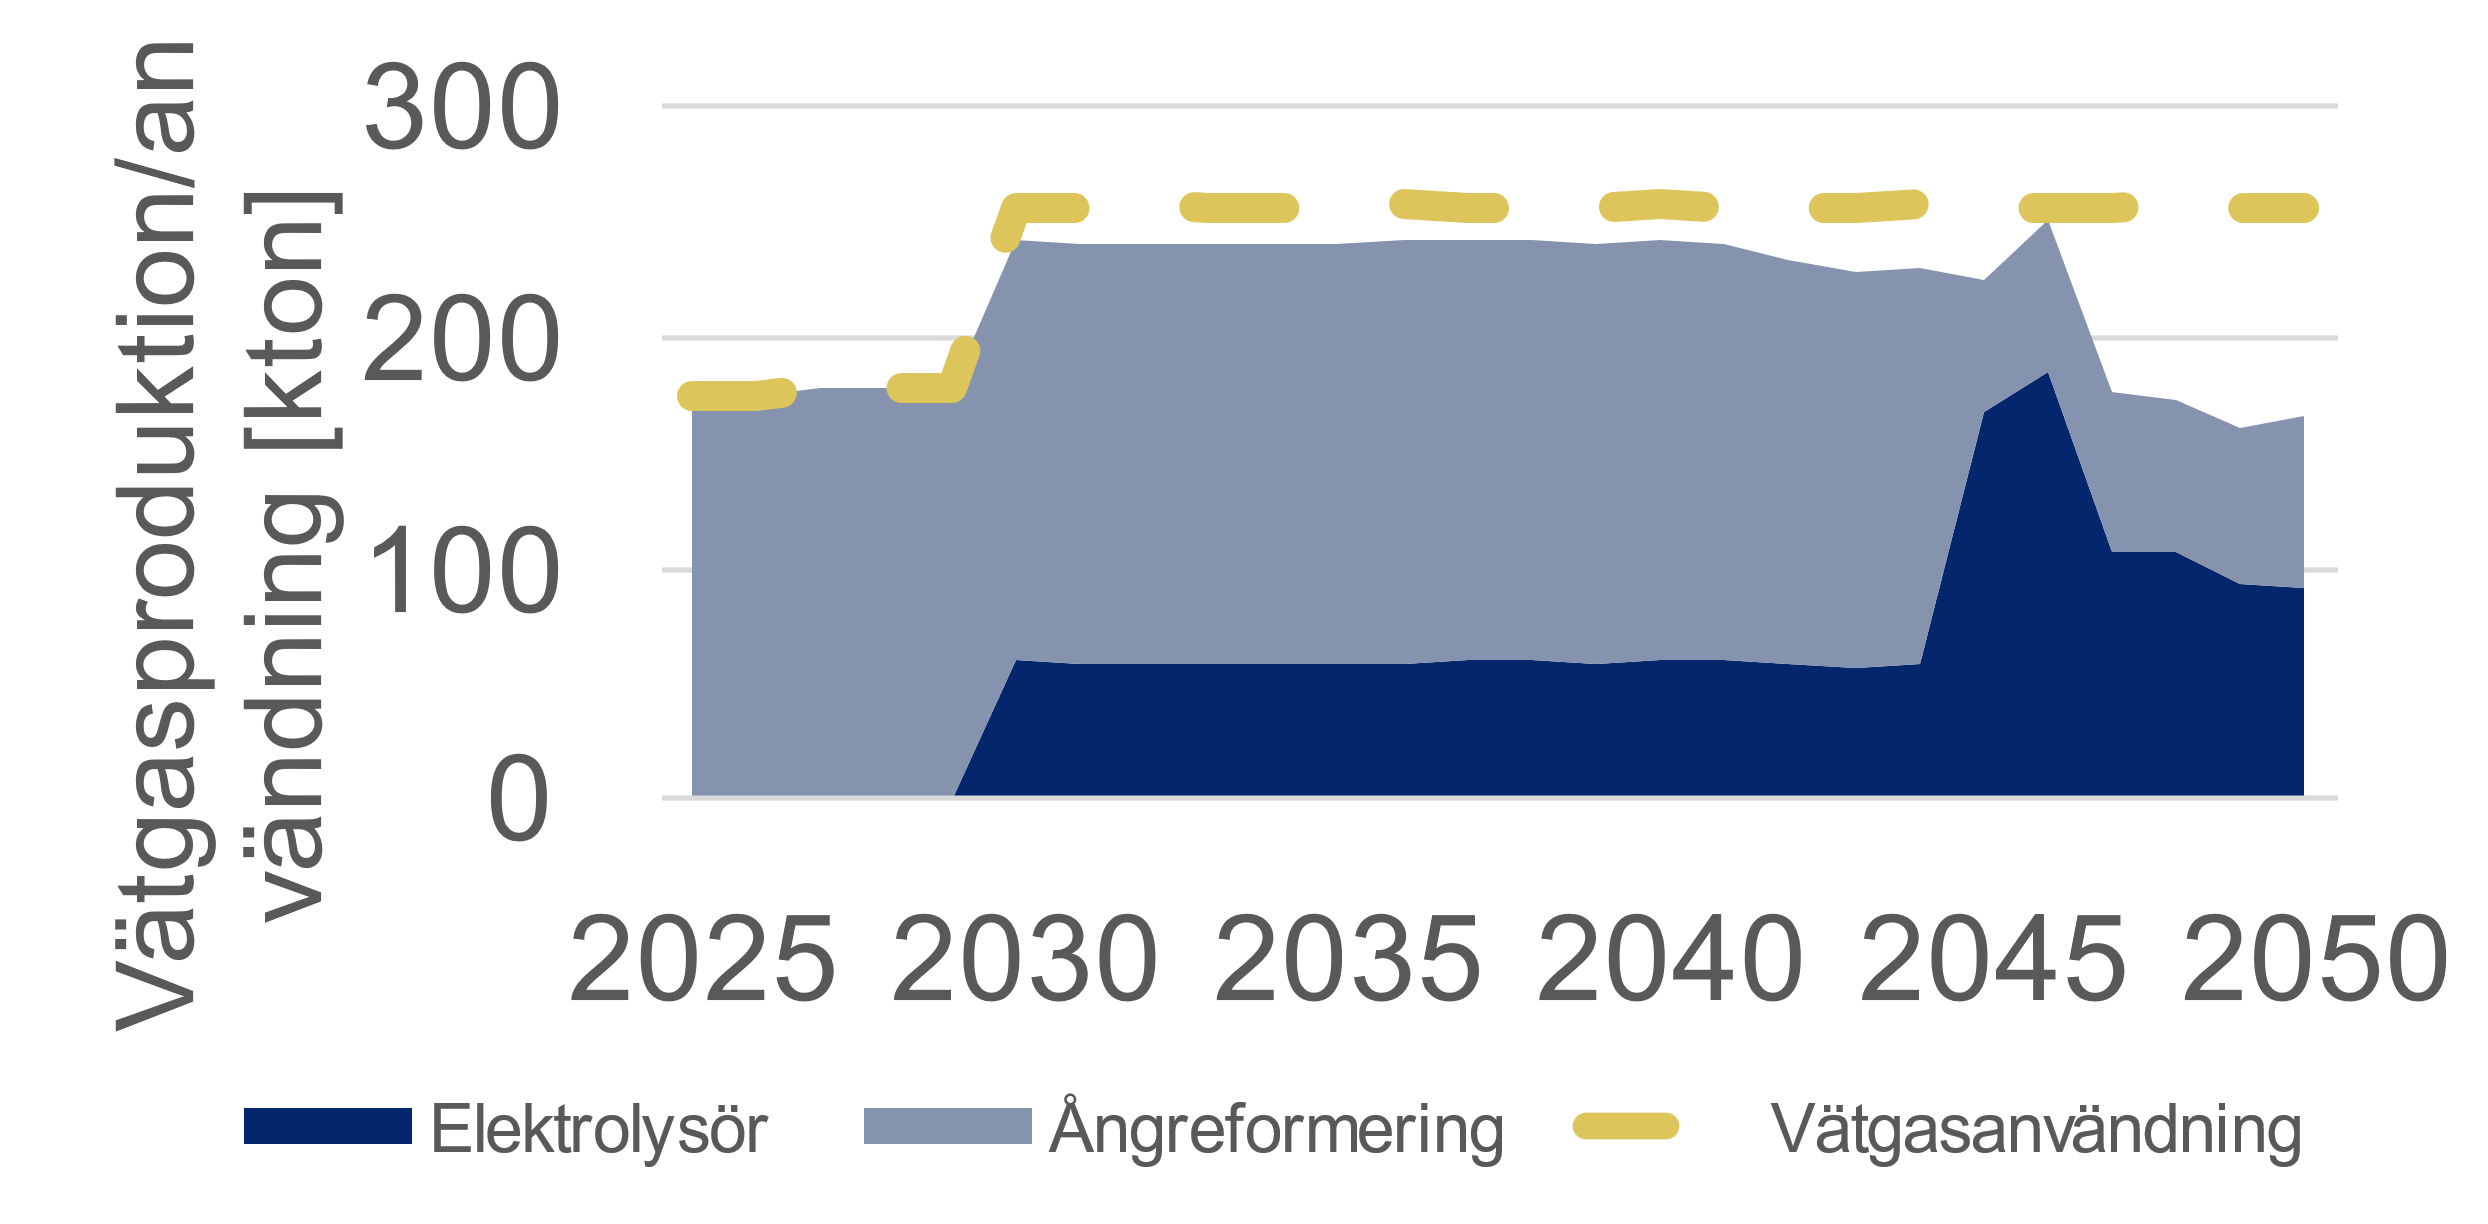 Vätgasproduktion/an
vändning [kton]
300
200
100
0
2025 2030 2035 2040 2045 2050
Elektrolysör Ångreformering Vätgasanvändning